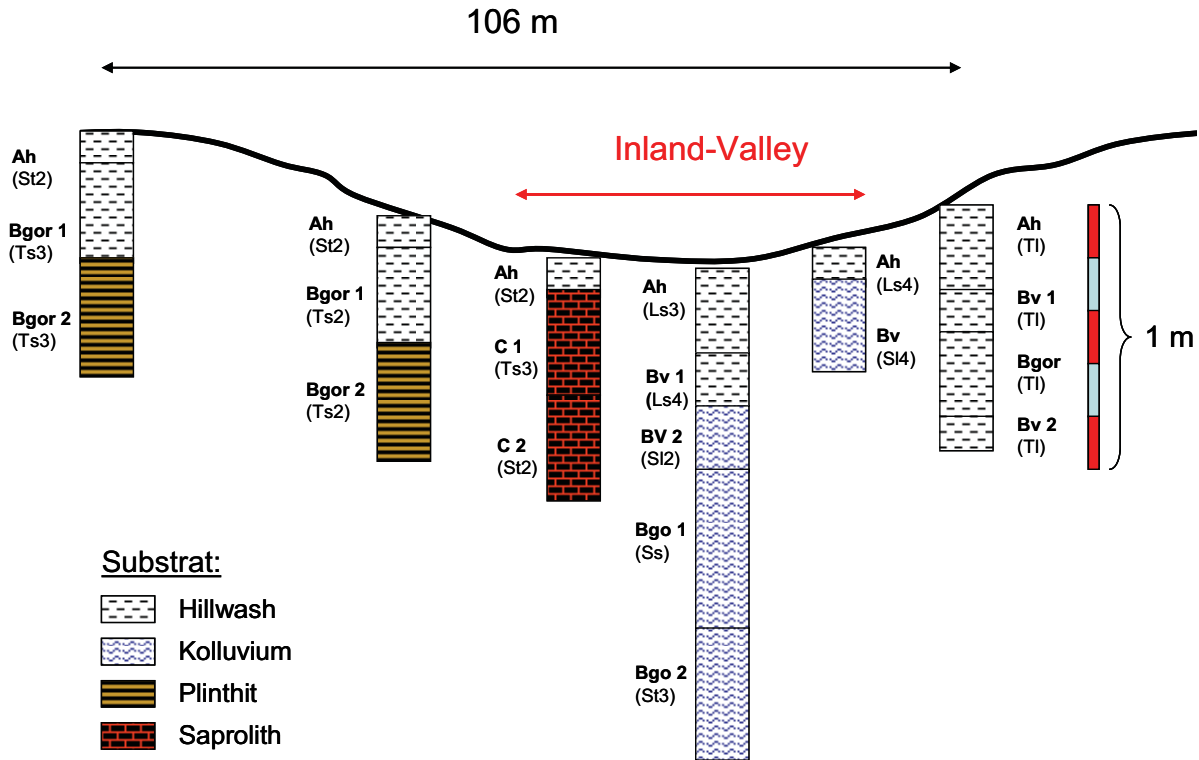 106 m
Inland-Valley
Ah
(St2)
Bgor 1
(Ts3)
Bgor 2
(Ts3)
Ah
(St2)
Bgor 1
(Ts2)
Bgor 2
(Ts2)
Ah
(St2)
C 1
(Ts3)
C 2
(St2)
Ah
(Ls3)
Bv 1
(Ls4)
BV 2
(Sl2)
Bgo 1
(Ss)
Bgo 2
(St3)
Ah
(Ls4)
Bv
(Sl4)
Ah
(Tl)
Bv 1
(Tl)
Bgor
(Tl)
Bv 2
(Tl)
1 m
Substrat:
Hillwash
Kolluvium
Plinthit
Saprolith